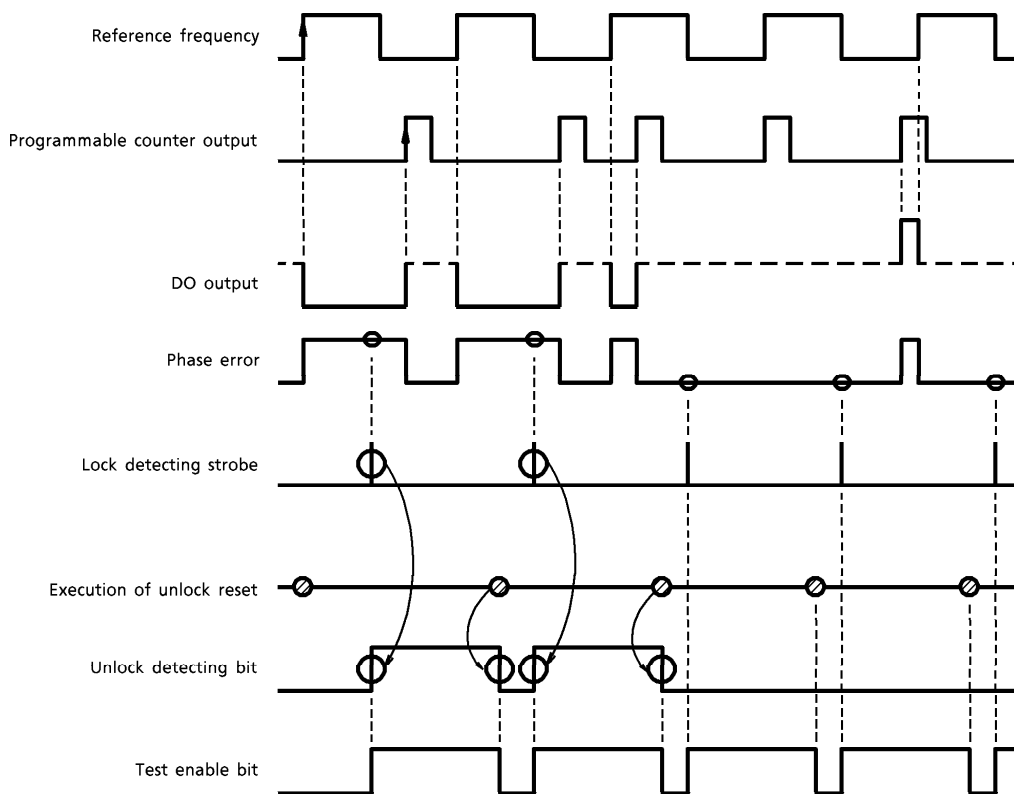 Reference frequency
Programmable counter output
DO output
Phase error
Lock detecting strobe
Execution of unlock reset
Unlock detecting bit
Test enable bit